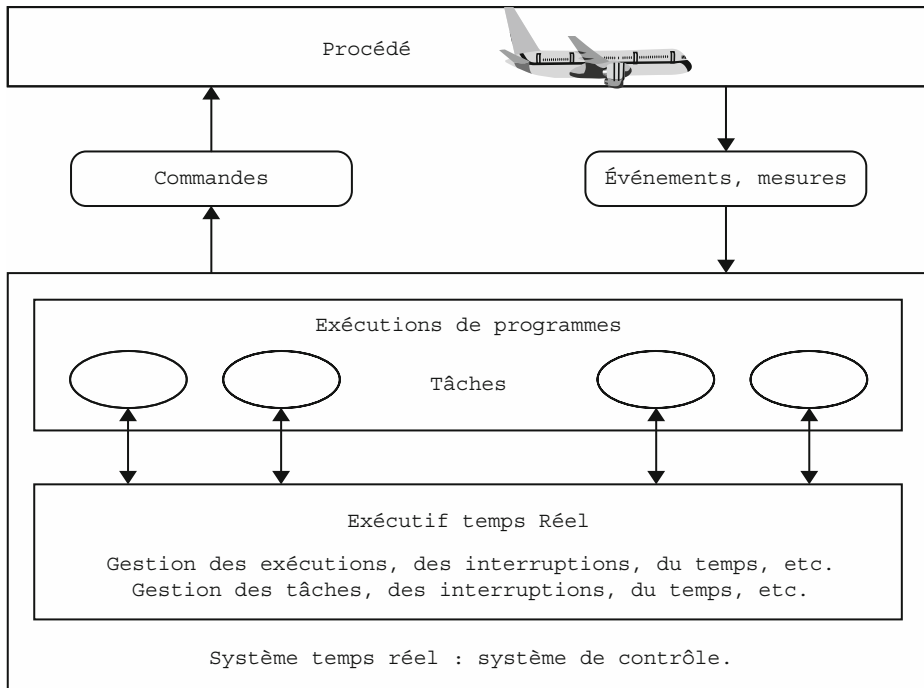 Procédé
Commandes
Événements, mesures
Exécutions de programmes
Tâches
Exécutif temps Réel
Gestion des exécutions, des interruptions, du temps, etc.
Gestion des tâches, des interruptions, du temps, etc.
Système temps réel : système de contrôle.